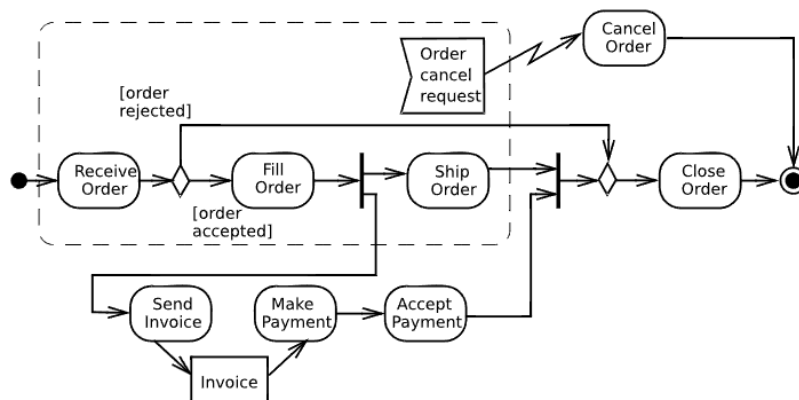 Order
cancel
request
Cancel
Order
[order
rejected]
Receive
Order
Fill
Order
[order
accepted]
Ship
Order
Close
Order
Send
Invoice
Make
Payment
Accept
Payment
Invoice